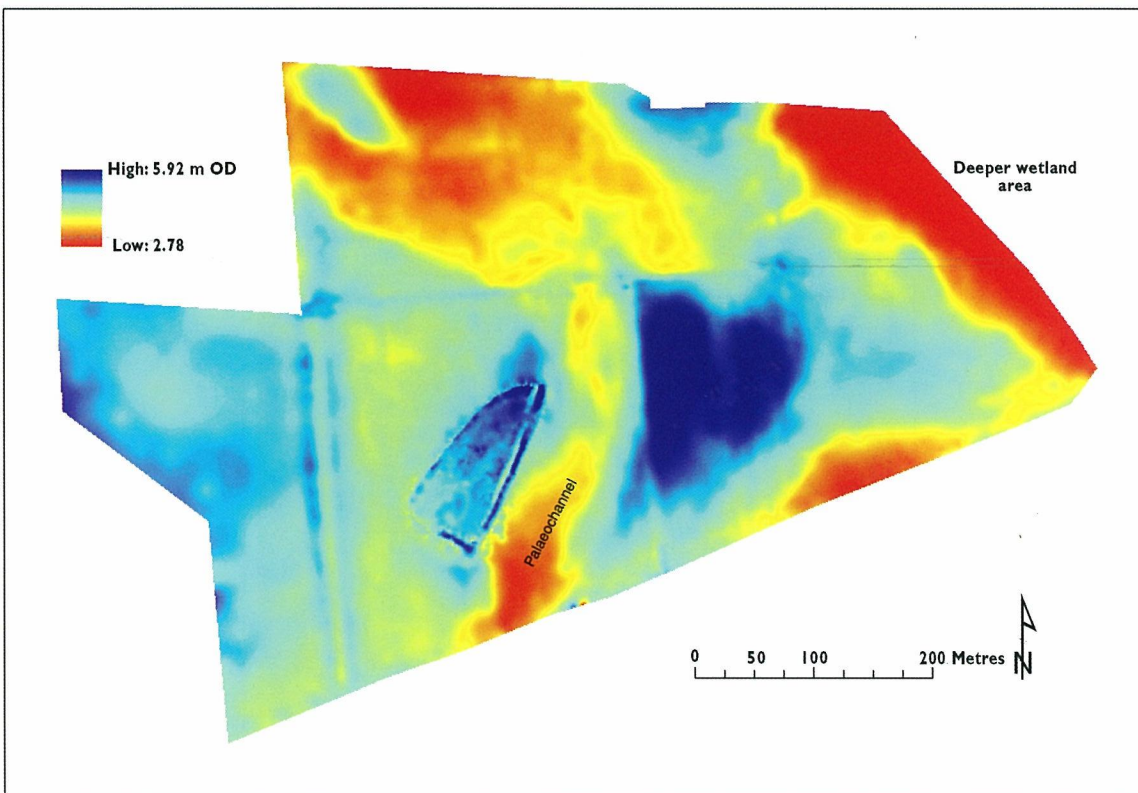 High: 5.92 m OD
Low: 2.78
Deeper wetland
area
Palaeochannel
0 50 100 200 Metres
N